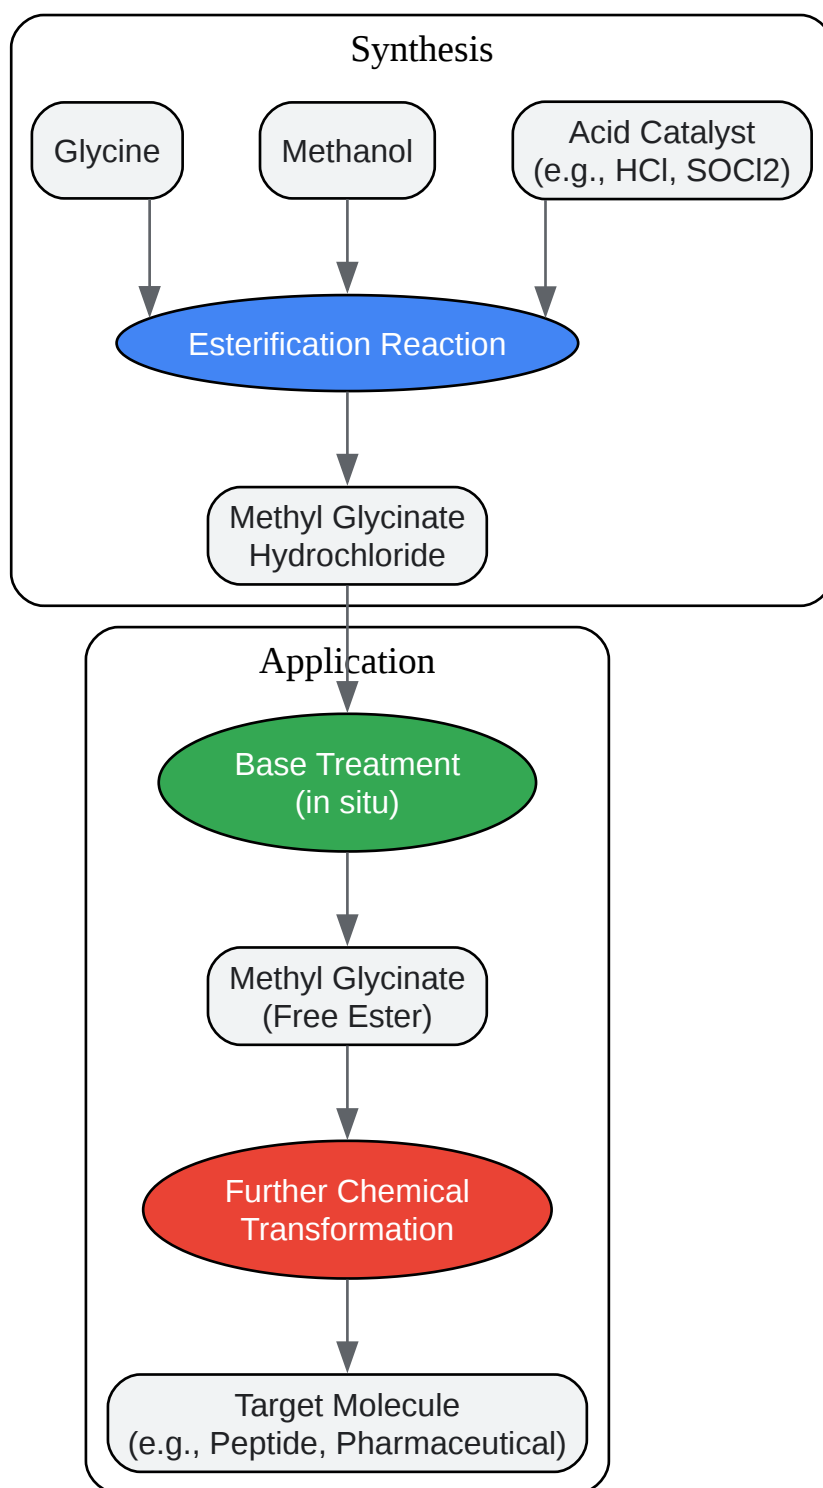 Synthesis
Glycine
Methanol
Acid Catalyst
(e.g., HCl, SOCl2)
Esterification Reaction
Methyl Glycinate
Hydrochloride
Application
Base Treatment
(in situ)
Methyl Glycinate
(Free Ester)
Further Chemical
Transformation
Target Molecule
(e.g., Peptide, Pharmaceutical)